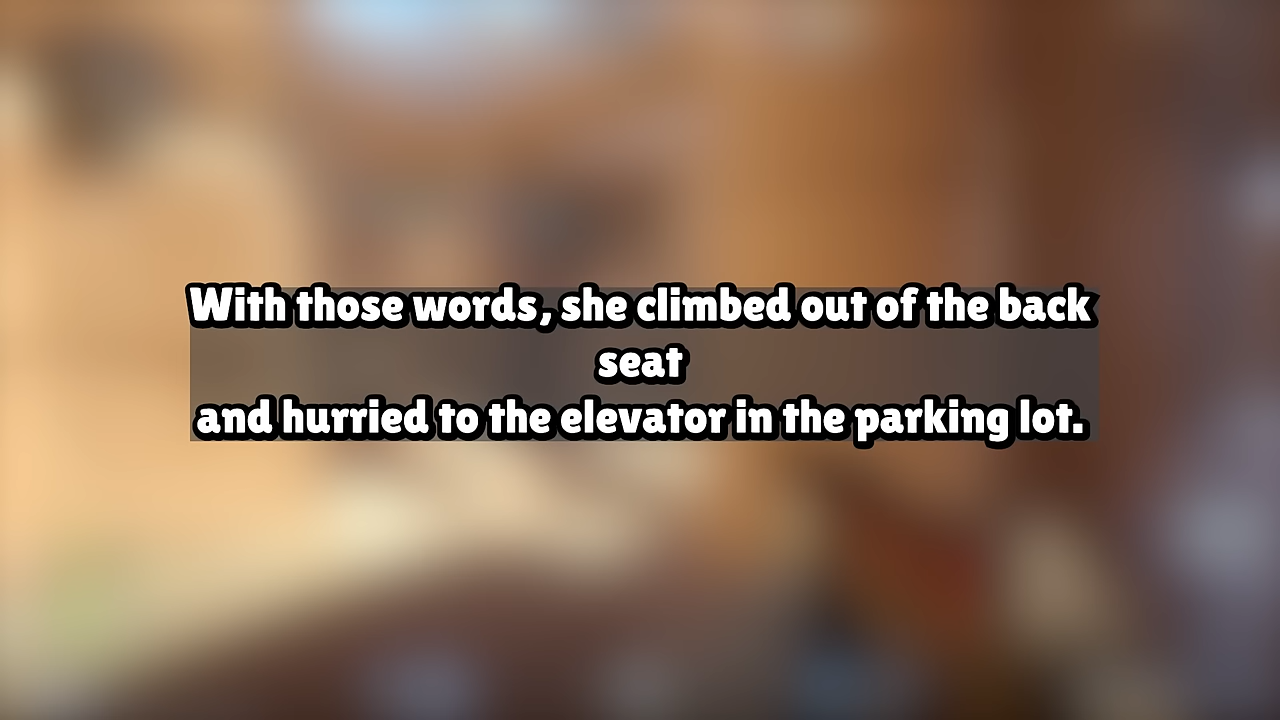 With those words, she climbed out of the back
seat
and hurried to the elevator in the parking lot.